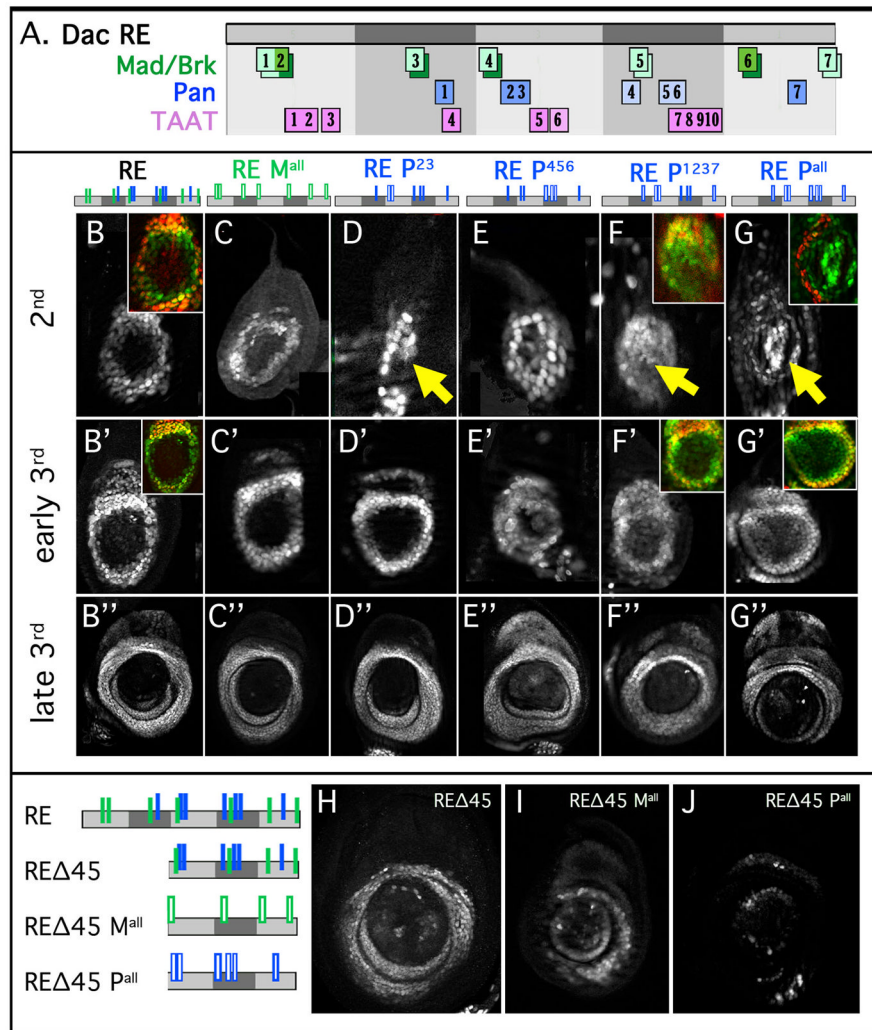 A. Dac RE
Mad/Brk
1 2 3 4 5 6 7
Pan
1 2 3 4 5 6 7
TAAT
1 2 3 4 5 6 7 8 9 10
RE RE Mall RE P23 RE P456 RE P1237 RE Pall
2nd
B C D E F G
early 3rd
B' C' D' E' F' G'
late 3rd
B'' C'' D'' E'' F'' G''
RE
REΔ45
REΔ45 Mall
REΔ45 Pall
H REΔ45
I REΔ45 Mall
J REΔ45 Pall